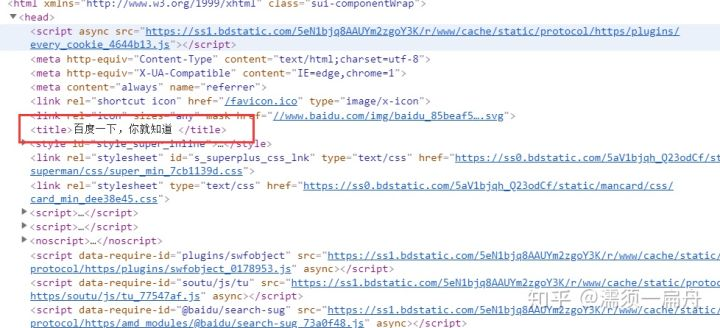 <html xmlns="http://www.w3.org/1999/xhtml" class="sui-componentWrap">
<head>
<script async src="https://ss1.bdstatic.com/5eN1bjq8AAUYm2zgoY3K/r/www/cache/static/protocol/https/plugins/
every_cookie_4644b13.js"></script>
<meta http-equiv="Content-Type" content="text/html;charset=utf-8">
<meta http-equiv="X-UA-Compatible" content="IE=edge,chrome=1">
<meta content="always" name="referrer">
<link rel="shortcut icon" href="/favicon.ico" type="image/x-icon">
<link rel="icon" sizes="any" mask href="//www.baidu.com/img/baidu_85beaf5….svg">
<title>百度一下，你就知道 </title>
<style id="style_super_inline">…</style>
<link rel="stylesheet" id="s_superplus_css_lnk" type="text/css" href="https://ss0.bdstatic.com/5aV1bjqh_Q23odCf/static/
superman/css/super_min_7cb1139d.css">
<link rel="stylesheet" type="text/css" href="https://ss0.bdstatic.com/5aV1bjqh_Q23odCf/static/mancard/css/
card_min_dee38e45.css">
<script>…</script>
<script>…</script>
<noscript>…</noscript>
<script data-require-id="plugins/swfobject" src="https://ss1.bdstatic.com/5eN1bjq8AAUYm2zgoY3K/r/www/cache/static/
protocol/https/plugins/swfobject_0178953.js" async></script>
<script data-require-id="soutu/js/tu" src="https://ss1.bdstatic.com/5eN1bjq8AAUYm2zgoY3K/r/www/cache/static/protocol/
https/soutu/js/tu_77547af.js" async></script>
<script data-require-id="@baidu/search-sug" src="https://ss1.bdstatic.com/5eN1bjq8AAUYm2zgoY3K/r/www/cache/static/
protocol/https/amd_modules/@baidu/search-sug_73a0f48.js" async></script>
知乎 @濡须一扁舟